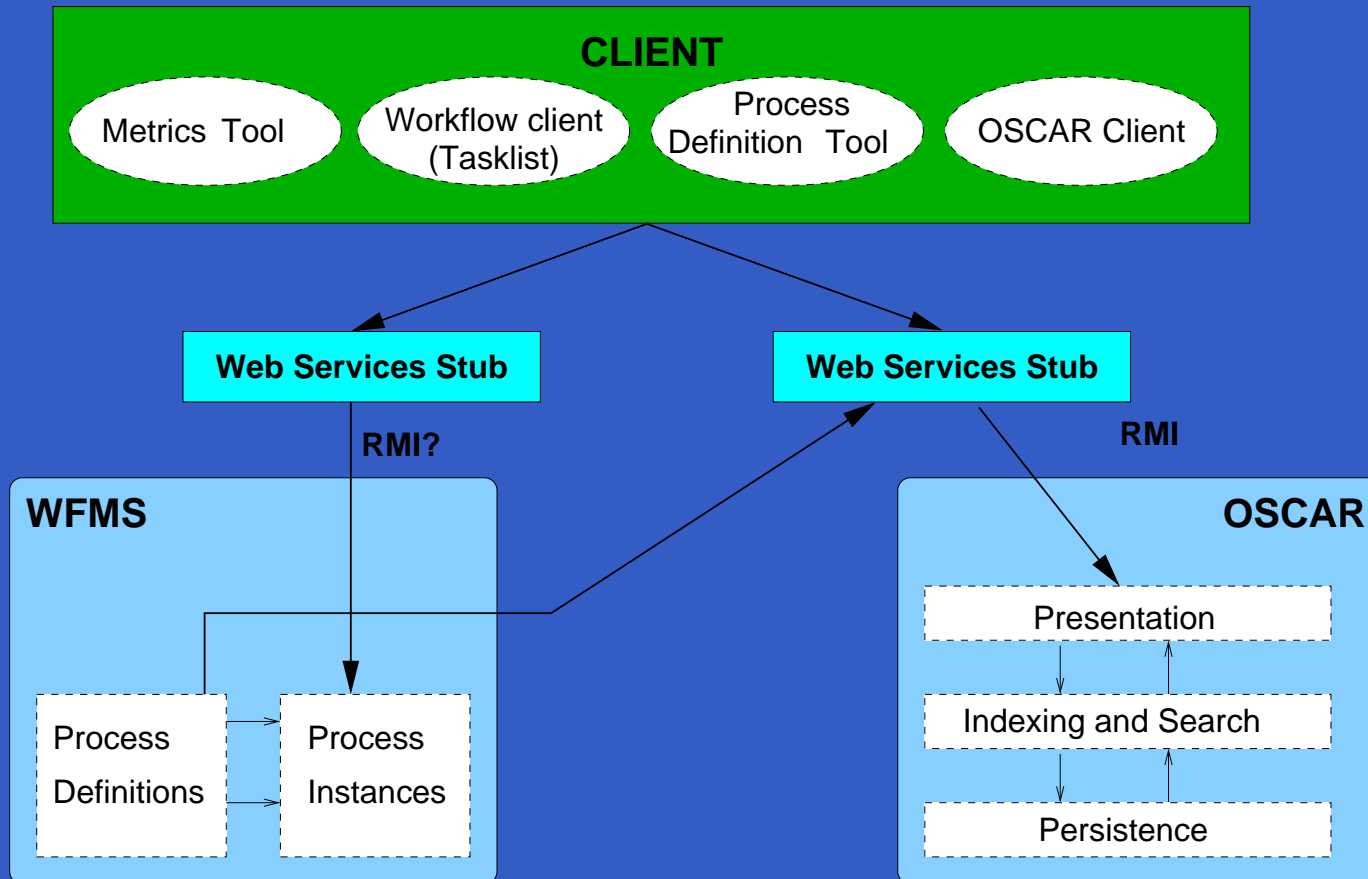 CLIENT
Metrics Tool
Workflow client
(Tasklist)
Process
Definition Tool
OSCAR Client
Web Services Stub
Web Services Stub
RMI?
RMI
WFMS
OSCAR
Process
Definitions
Process
Instances
Presentation
Indexing and Search
Persistence